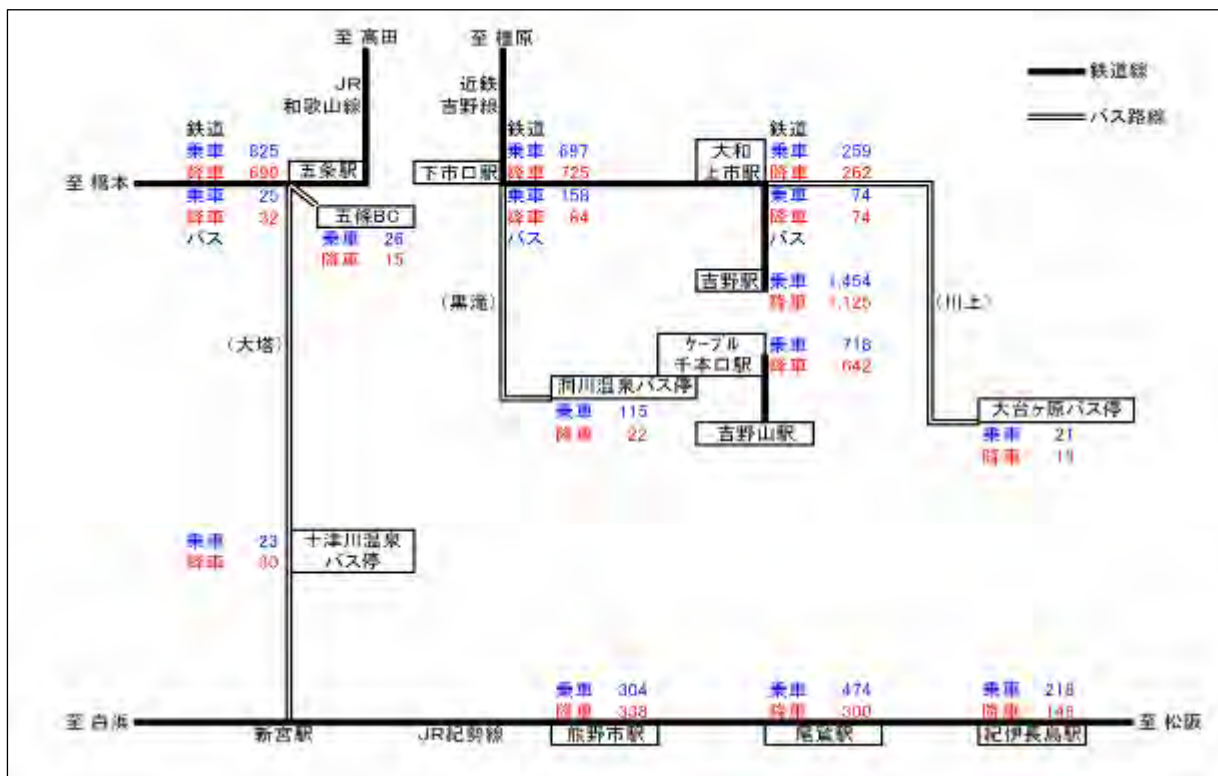 至 高田
至 橿原
JR
和歌山線
近鉄
吉野線
鉄道線
バス路線
鉄道
乗車 825
降車 690
五条駅
至 橋本
乗車 25
降車 32
バス
五條BC
乗車 26
降車 15
下市口駅
鉄道
乗車 697
降車 725
乗車 158
降車 84
バス
大和
上市駅
鉄道
乗車 259
降車 262
乗車 74
降車 74
バス
吉野駅
乗車 1,454
降車 1,125
(大塔)
(黒滝)
(川上)
ケーブル
千本口駅
乗車 718
降車 642
吉野山駅
洞川温泉バス停
乗車 115
降車 22
大台ヶ原バス停
乗車 21
降車
十津川温泉
バス停
乗車 23
降車
乗車 304
降車 338
乗車 474
降車 300
乗車 218
降車
至 白浜
新宮駅
JR紀勢線
熊野市駅
尾鷲駅
紀伊長島駅
至 松阪